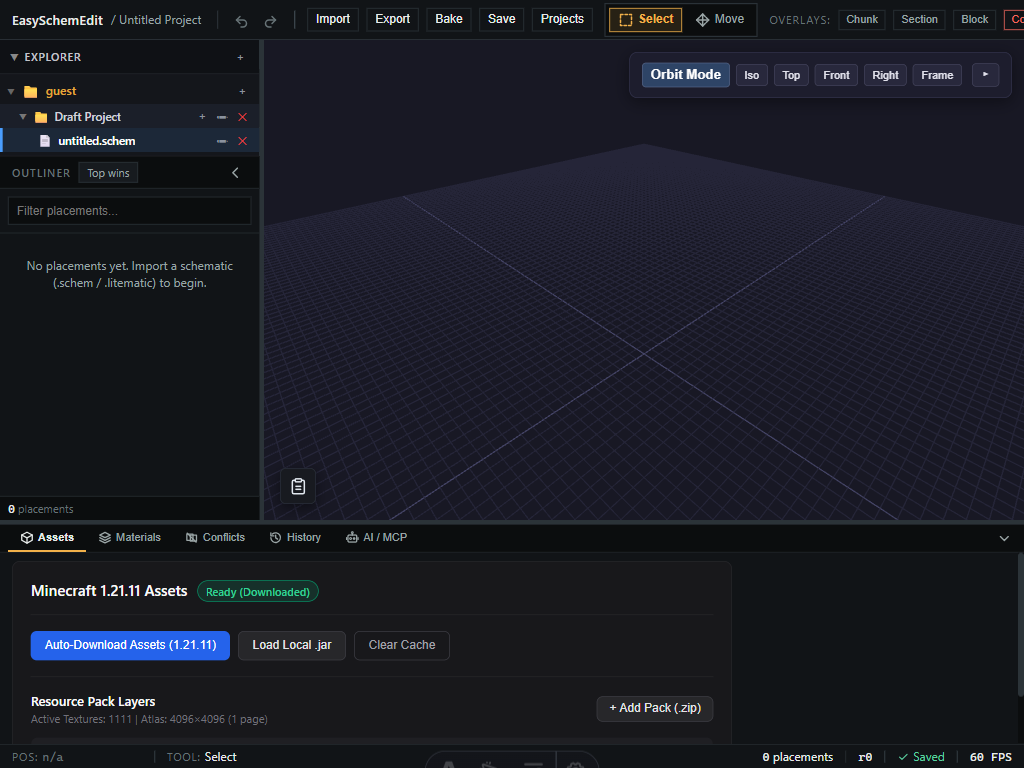 EasySchemEdit / Untitled Project Import Export Bake Save Projects Select Move OVERLAYS: Chunk Section Block
EXPLORER +
guest +
Draft Project +
untitled.schem
OUTLINER Top wins
Filter placements...
No placements yet. Import a schematic
(.schem / .litematic) to begin.
0 placements
Orbit Mode Iso Top Front Right Frame
Assets Materials Conflicts History AI / MCP
Minecraft 1.21.11 Assets Ready (Downloaded)
Auto-Download Assets (1.21.11) Load Local .jar Clear Cache
Resource Pack Layers
+ Add Pack (.zip)
Active Textures: 1111 | Atlas: 4096×4096 (1 page)
POS: n/a TOOL: Select 0 placements r0 ✓ Saved 60 FPS